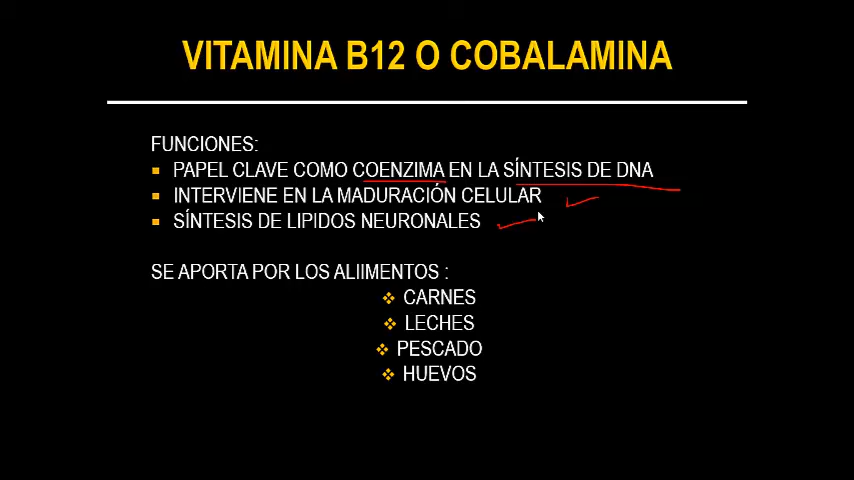 VITAMINA B12 O COBALAMINA
FUNCIONES:
PAPEL CLAVE COMO COENZIMA EN LA SÍNTESIS DE DNA
INTERVIENE EN LA MADURACIÓN CELULAR
SÍNTESIS DE LIPIDOS NEURONALES
SE APORTA POR LOS ALIIMENTOS :
CARNES
LECHES
PESCADO
HUEVOS